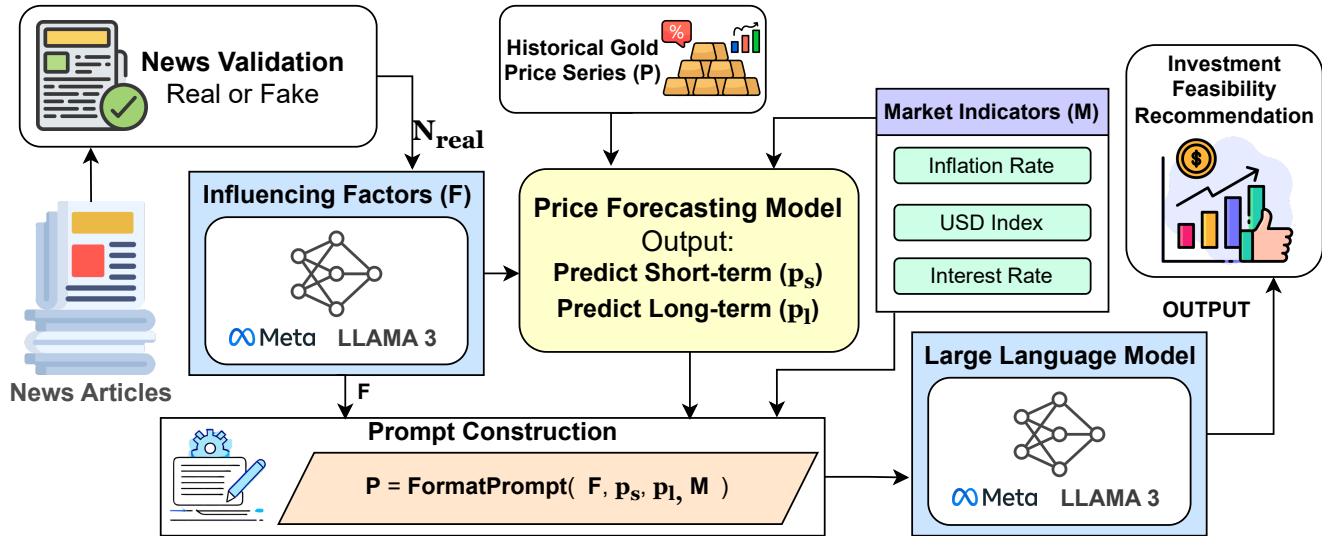 News Validation
Real or Fake
Historical Gold
Price Series (P)
%
Investment
Feasibility
Recommendation
$
N_real
Market Indicators (M)
Inflation Rate
USD Index
Interest Rate
Influencing Factors (F)
Meta LLAMA 3
Price Forecasting Model
Output:
Predict Short-term (p_s)
Predict Long-term (p_l)
News Articles
F
OUTPUT
Large Language Model
Meta LLAMA 3
Prompt Construction
P = FormatPrompt( F, p_s, p_l, M )